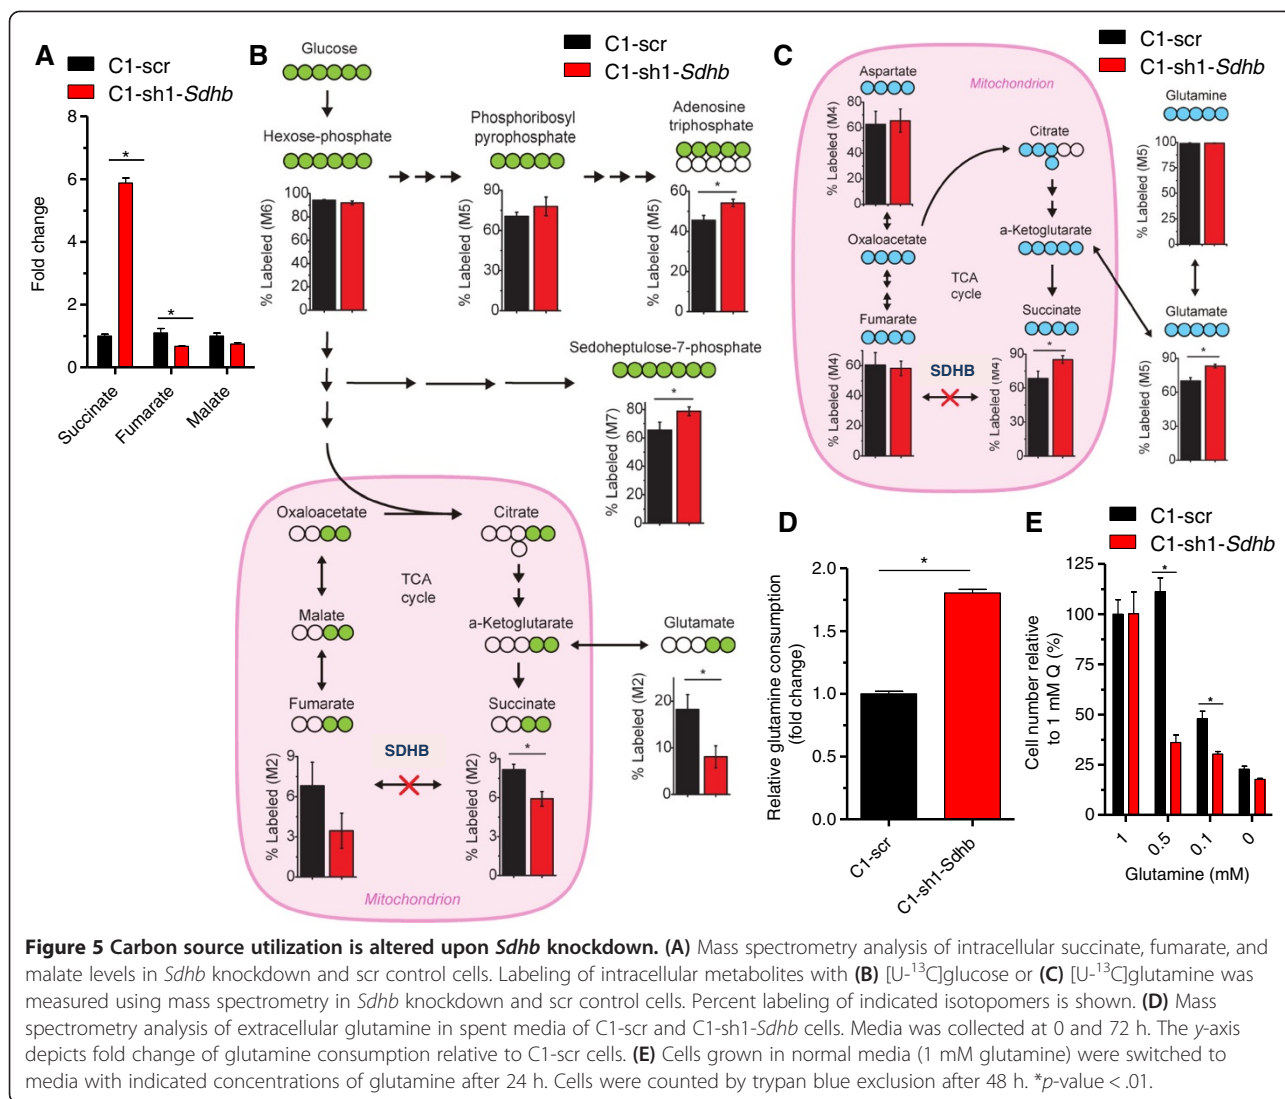 A
C1-scr
C1-sh1-Sdhb
Fold change
8
6
4
2
0
*
*
Succinate
Fumarate
Malate
B
C1-scr
C1-sh1-Sdhb
Glucose
Hexose-phosphate
% Labeled (M6)
100
80
60
40
20
0
Phosphoribosyl
pyrophosphate
% Labeled (M5)
90
60
30
0
Adenosine
triphosphate
% Labeled (M5)
60
40
20
0
*
Sedoheptulose-7-phosphate
% Labeled (M7)
80
60
40
20
0
*
Oxaloacetate
Citrate
TCA
cycle
Malate
a-Ketoglutarate
Glutamate
% Labeled (M2)
20
10
0
*
Fumarate
Succinate
SDHB
% Labeled (M2)
9
6
3
0
% Labeled (M2)
9
6
3
0
*
Mitochondrion
C
C1-scr
C1-sh1-Sdhb
Mitochondrion
Aspartate
% Labeled (M4)
80
60
40
20
0
Citrate
Glutamine
% Labeled (M5)
100
75
50
25
0
Oxaloacetate
a-Ketoglutarate
TCA
cycle
Fumarate
Succinate
Glutamate
SDHB
% Labeled (M4)
80
60
40
20
0
% Labeled (M4)
90
60
30
0
*
% Labeled (M5)
90
60
30
0
*
D
Relative glutamine consumption
(fold change)
2.0
1.5
1.0
0.5
0.0
*
C1-scr
C1-sh1-Sdhb
E
C1-scr
C1-sh1-Sdhb
Cell number relative
to 1 mM Q (%)
125
100
75
50
25
0
*
*
1
0.5
0.1
0
Glutamine (mM)
Figure 5 Carbon source utilization is altered upon Sdhb knockdown. (A) Mass spectrometry analysis of intracellular succinate, fumarate, and
malate levels in Sdhb knockdown and scr control cells. Labeling of intracellular metabolites with (B) [U-¹³C]glucose or (C) [U-¹³C]glutamine was
measured using mass spectrometry in Sdhb knockdown and scr control cells. Percent labeling of indicated isotopomers is shown. (D) Mass
spectrometry analysis of extracellular glutamine in spent media of C1-scr and C1-sh1-Sdhb cells. Media was collected at 0 and 72 h. The y-axis
depicts fold change of glutamine consumption relative to C1-scr cells. (E) Cells grown in normal media (1 mM glutamine) were switched to
media with indicated concentrations of glutamine after 24 h. Cells were counted by trypan blue exclusion after 48 h. *p-value < .01.